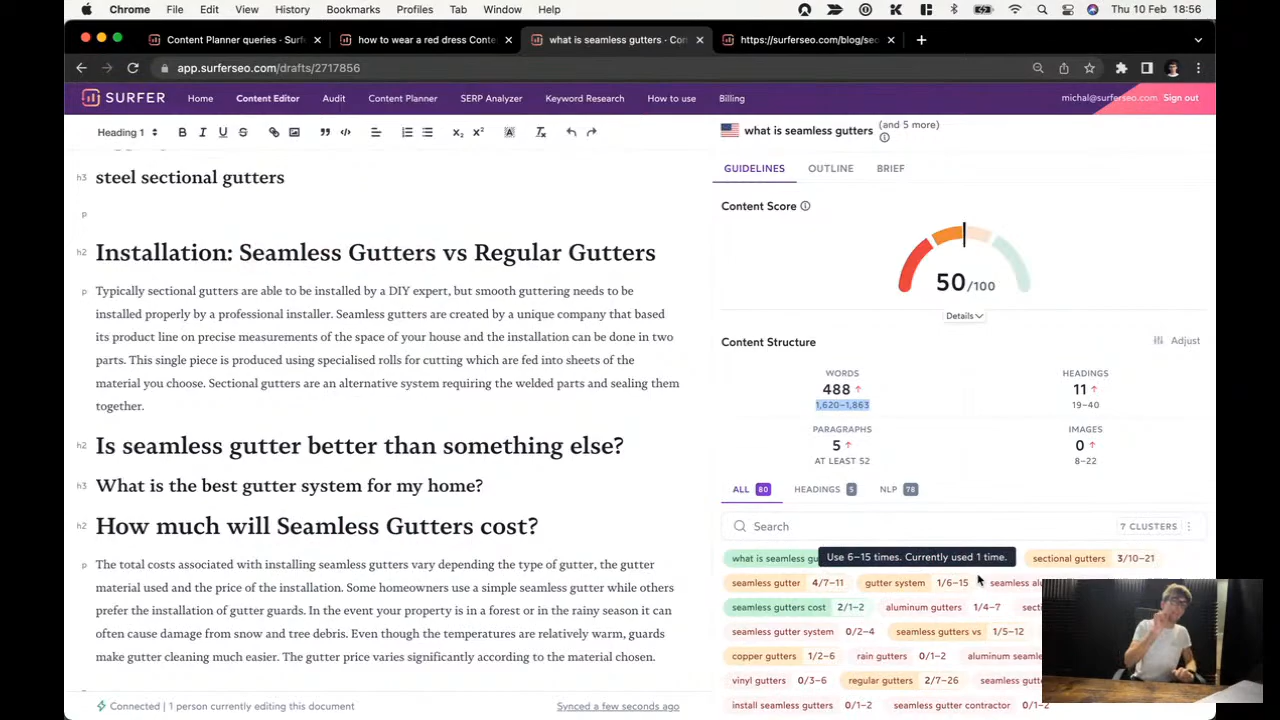 Chrome File Edit View History Bookmarks Profiles Tab Window Help Thu 10 Feb 18:56
Content Planner queries - Surf × how to wear a red dress Conte × what is seamless gutters · Con × https://surferseo.com/blog/seo × +
app.surferseo.com/drafts/2717856
SURFER Home Content Editor Audit Content Planner SERP Analyzer Keyword Research How to use Billing michal@surferseo.com Sign out
Heading 1 B I U S
what is seamless gutters (and 5 more)
GUIDELINES OUTLINE BRIEF
h3 steel sectional gutters
p
h2 Installation: Seamless Gutters vs Regular Gutters
p Typically sectional gutters are able to be installed by a DIY expert, but smooth guttering needs to be
installed properly by a professional installer. Seamless gutters are created by a unique company that based
its product line on precise measurements of the space of your house and the installation can be done in two
parts. This single piece is produced using specialised rolls for cutting which are fed into sheets of the
material you choose. Sectional gutters are an alternative system requiring the welded parts and sealing them
together.
h2 Is seamless gutter better than something else?
h3 What is the best gutter system for my home?
h2 How much will Seamless Gutters cost?
p The total costs associated with installing seamless gutters vary depending the type of gutter, the gutter
material used and the price of the installation. Some homeowners use a simple seamless gutter while others
prefer the installation of gutter guards. In the event your property is in a forest or in the rainy season it can
often cause damage from snow and tree debris. Even though the temperatures are relatively warm, guards
make gutter cleaning much easier. The gutter price varies significantly according to the material chosen.
Connected | 1 person currently editing this document Synced a few seconds ago
Content Score
50/100
Details
Content Structure Adjust
WORDS HEADINGS
488 ↑ 11 ↑
1,620–1,863 19–40
PARAGRAPHS IMAGES
5 ↑ 0 ↑
AT LEAST 52 8–22
ALL 80 HEADINGS 5 NLP 78
Search 7 CLUSTERS
what is seamless gu Use 6–15 times. Currently used 1 time. sectional gutters 3/10–21
seamless gutter 4/7–11 gutter system 1/6–15 seamless alu
seamless gutters cost 2/1–2 aluminum gutters 1/4–7 secti
seamless gutter system 0/2–4 seamless gutters vs 1/5–12
copper gutters 1/2–6 rain gutters 0/1–2 aluminum seamle
vinyl gutters 0/3–6 regular gutters 2/7–26 seamless gutt
install seamless gutters 0/1–2 seamless gutter contractor 0/1–2